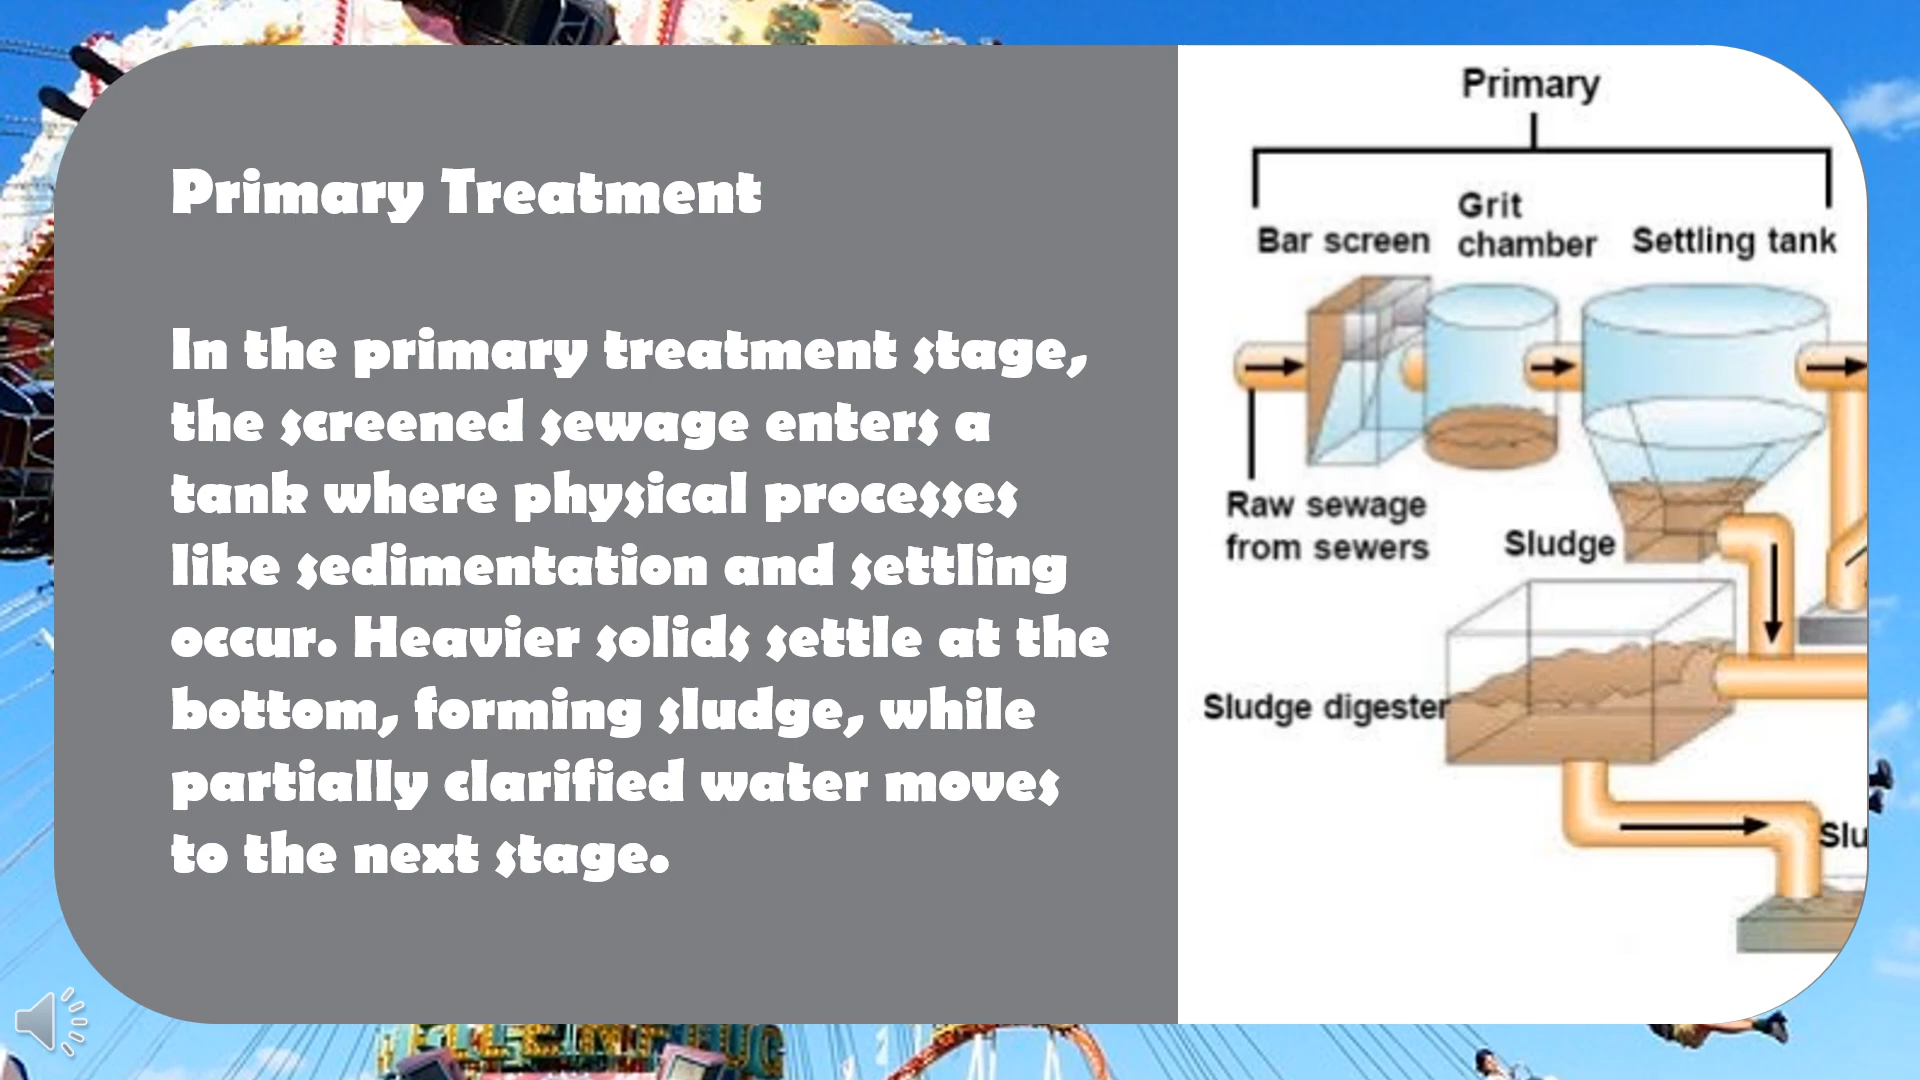 Primary Treatment
In the primary treatment stage,
the screened sewage enters a
tank where physical processes
like sedimentation and settling
occur. Heavier solids settle at the
bottom, forming sludge, while
partially clarified water moves
to the next stage.
Primary
Bar screen
Grit
chamber
Settling tank
Raw sewage
from sewers
Sludge
Sludge digester
Slu